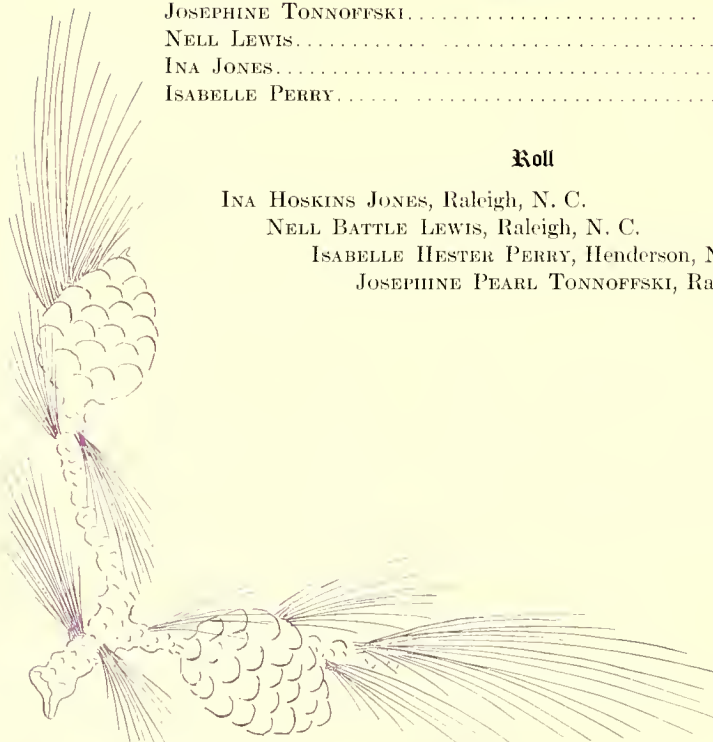 JOSEPHINE TONNOFFSKI
NELL LEWIS
INA JONES
ISABELLE PERRY
Roll
INA HOSKINS JONES, Raleigh, N. C.
NELL BATTLE LEWIS, Raleigh, N. C.
ISABELLE HESTER PERRY, Henderson, N
JOSEPHINE PEARL TONNOFFSKI, Ra